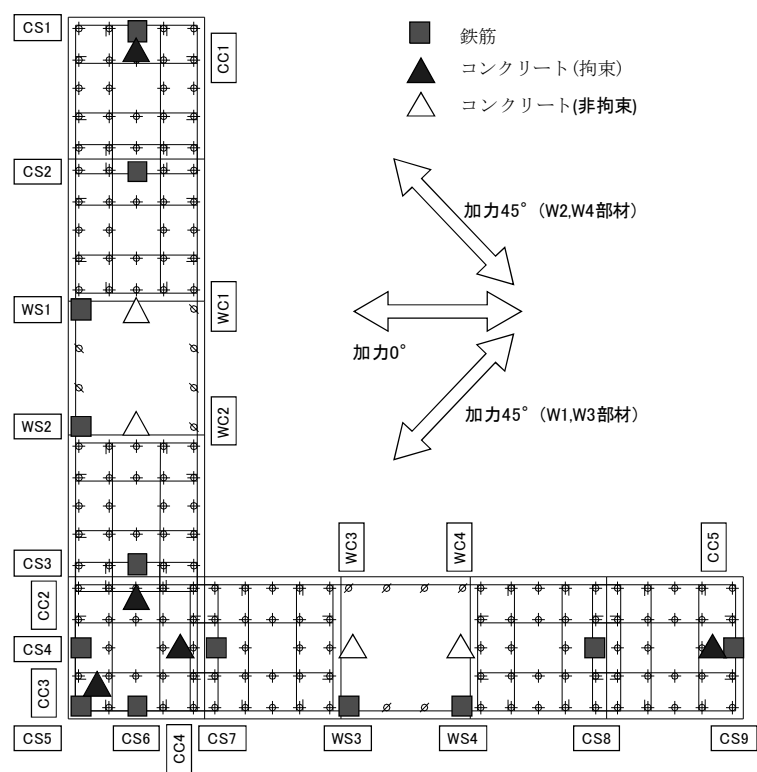 CS1
CC1
鉄筋
コンクリート(拘束)
コンクリート(非拘束)
CS2
加力45°（W2,W4部材）
WS1
WC1
加力0°
WS2
WC2
加力45°（W1,W3部材）
CS3
WC3
WC4
CC5
CC2
CS4
CC3
CS5
CS6
CC4
CS7
WS3
WS4
CS8
CS9